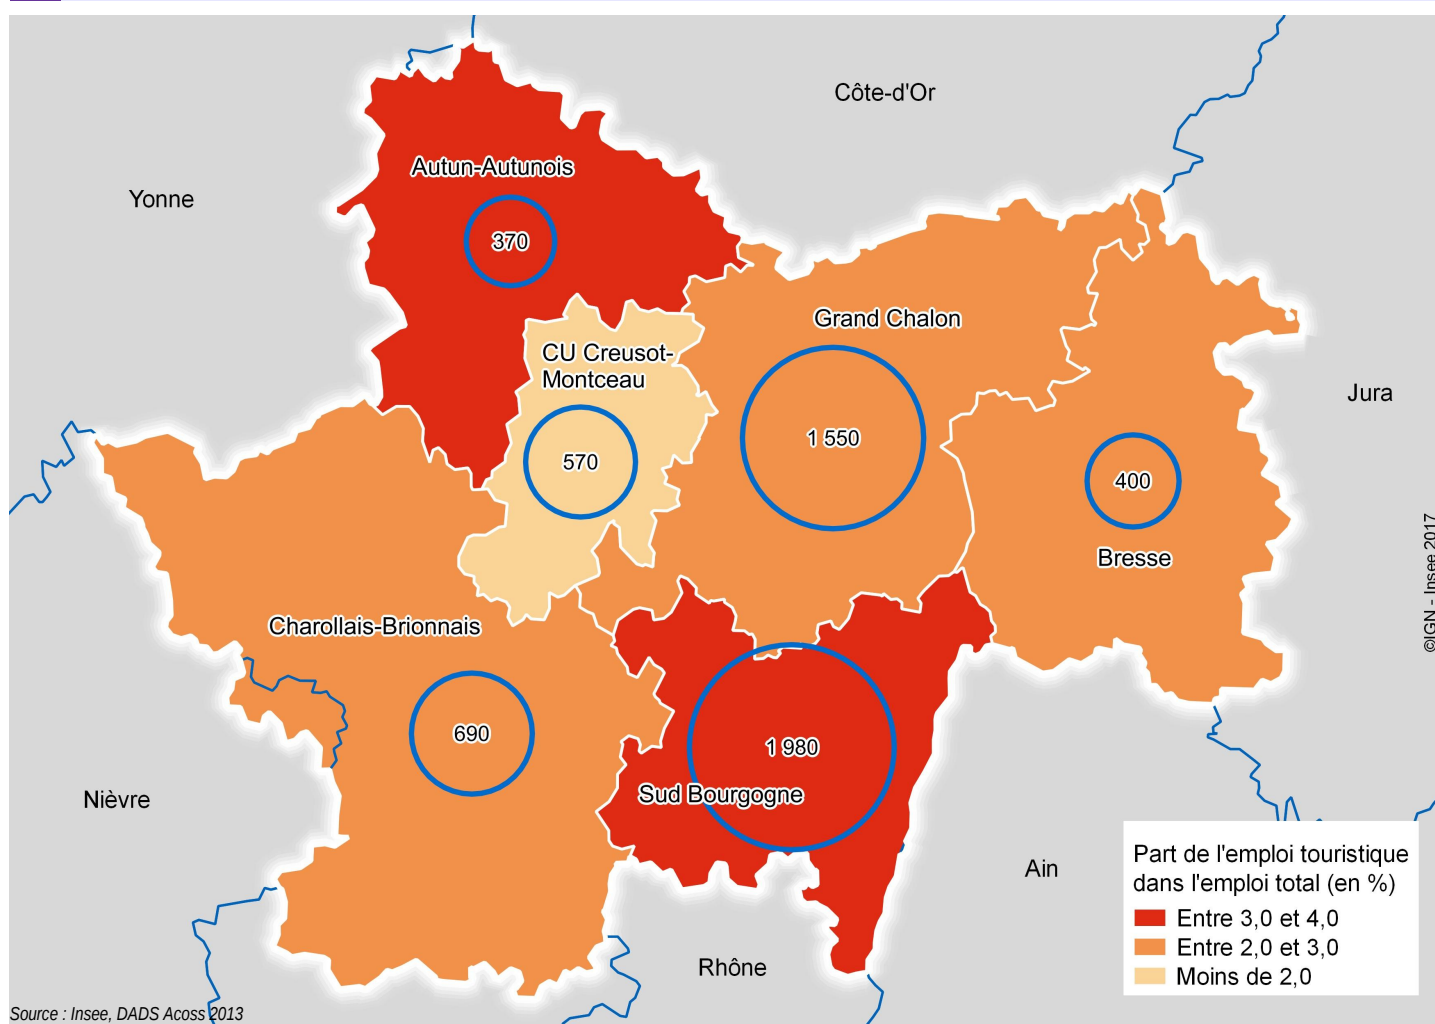 Côte-d'Or
Autun-Autunois
Yonne
370
Grand Chalon
CU Creusot-
Montceau
Jura
1 550
570
400
Bresse
©IGN - Insee 2017
Charollais-Brionnais
690
1 980
Sud Bourgogne
Nièvre
Ain
Rhône
Part de l'emploi touristique
dans l'emploi total (en %)
Entre 3,0 et 4,0
Entre 2,0 et 3,0
Moins de 2,0
Source : Insee, DADS Acoss 2013